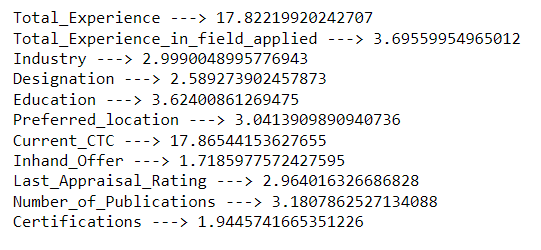 Total_Experience ---> 17.82219920242707
Total_Experience_in_field_applied ---> 3.69559954965012
Industry ---> 2.9990048995776943
Designation ---> 2.589273902457873
Education ---> 3.62400861269475
Preferred_location ---> 3.0413909890940736
Current_CTC ---> 17.86544153627655
Inhand_Offer ---> 1.7185977572427595
Last_Appraisal_Rating ---> 2.964016326686828
Number_of_Publications ---> 3.1807862527134088
Certifications ---> 1.9445741665351226